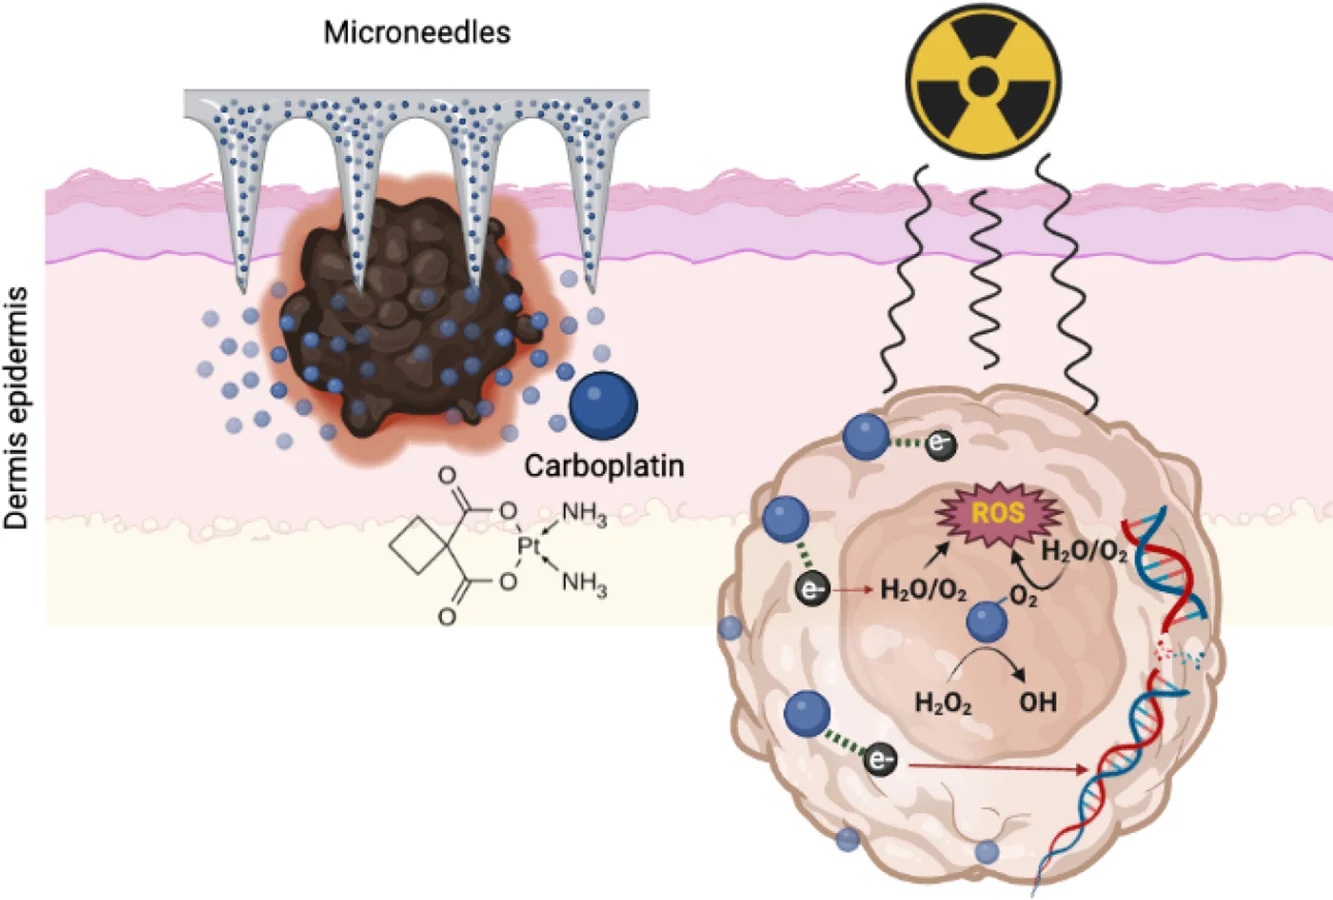 Microneedles
Dermis epidermis
Carboplatin
O
O
NH₃
Pt
O
NH₃
O
e-
ROS
H₂O/O₂
e-
H₂O/O₂
O₂
H₂O₂
OH
e-